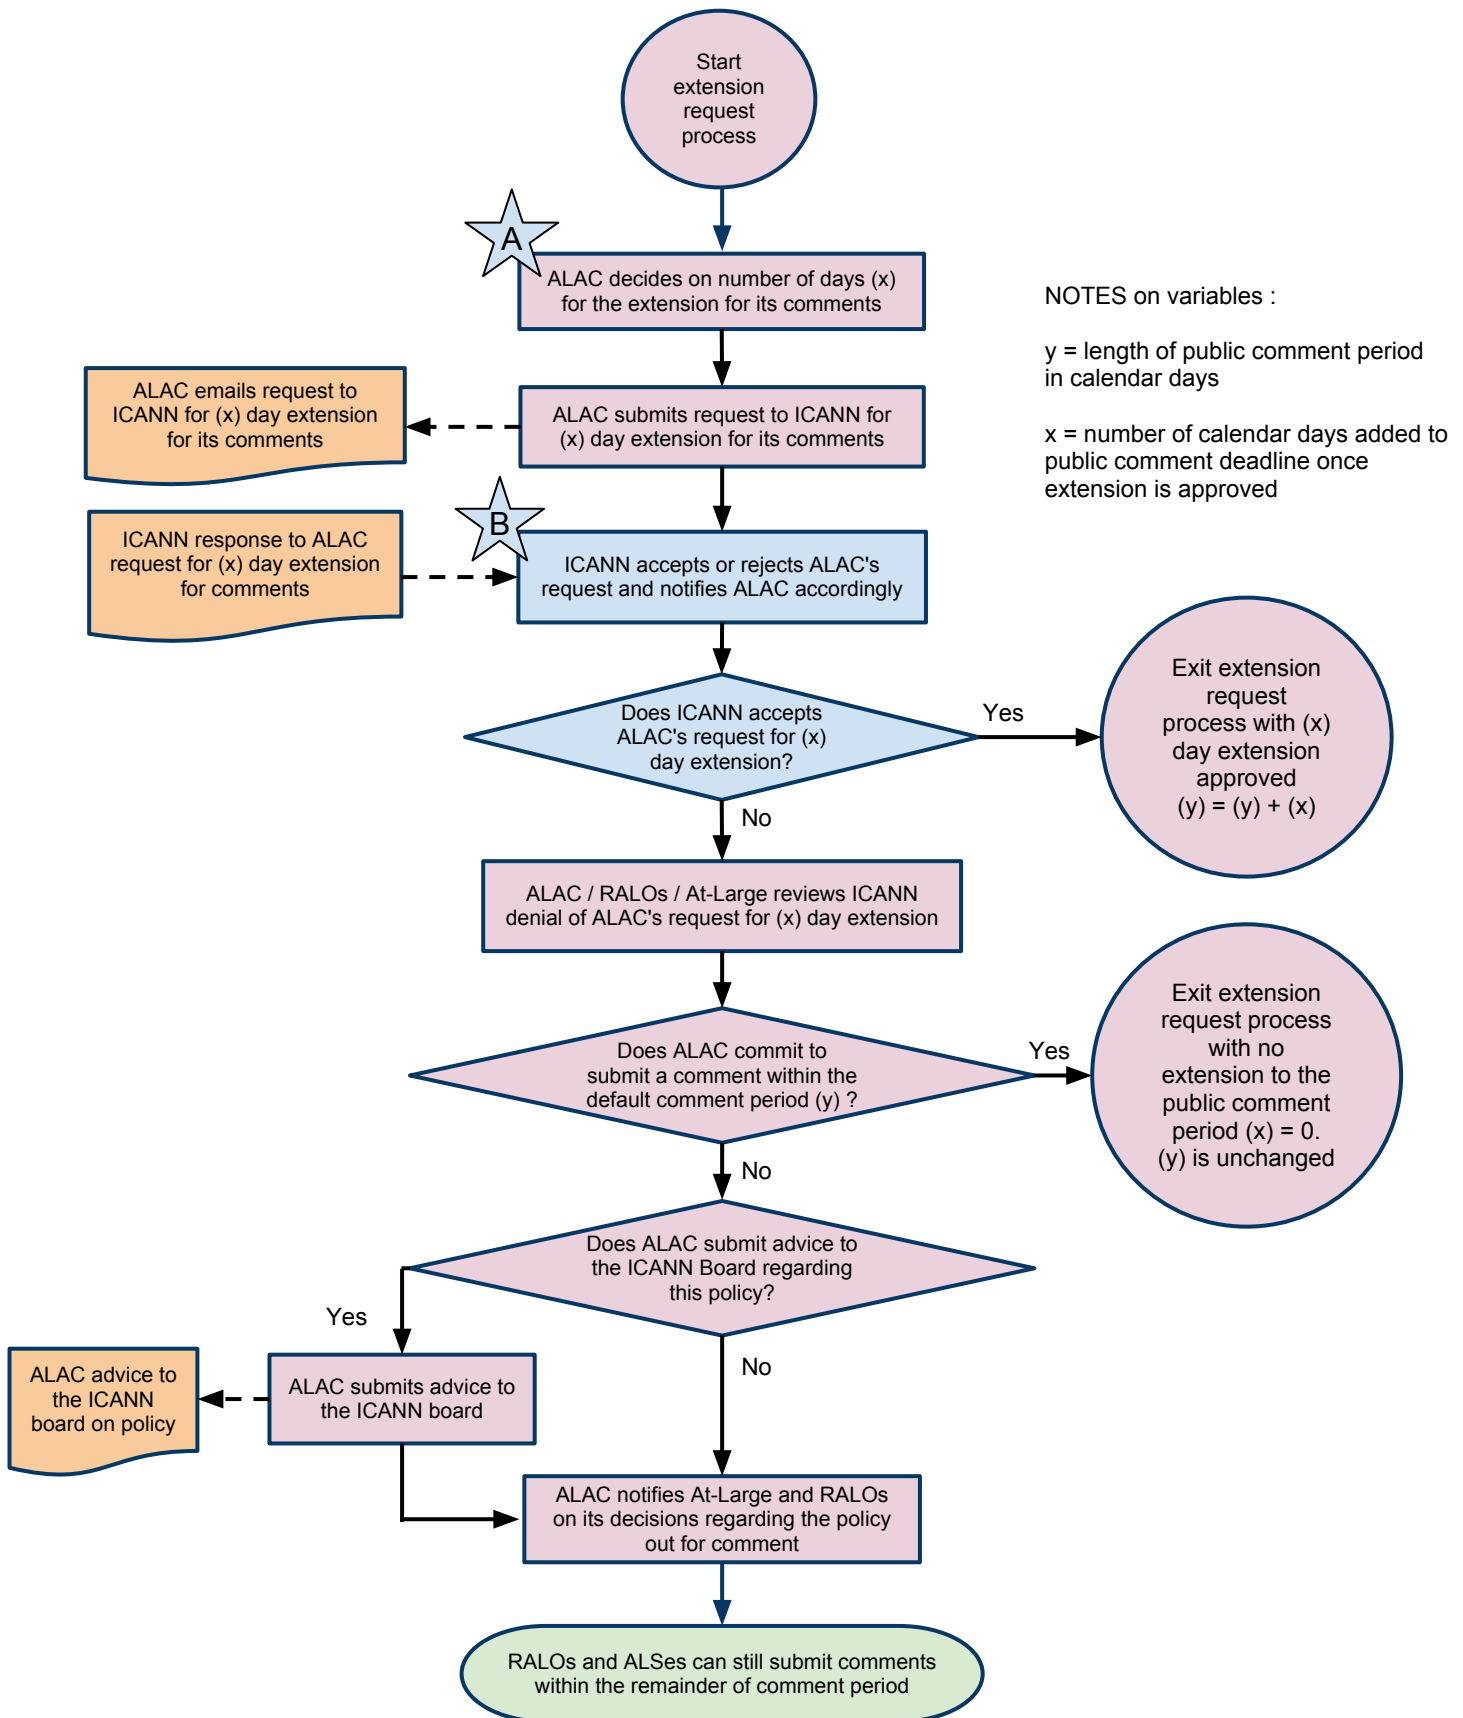 Start
extension
request
process
A
ALAC decides on number of days (x)
for the extension for its comments
NOTES on variables :
y = length of public comment period
in calendar days
x = number of calendar days added to
public comment deadline once
extension is approved
ALAC emails request to
ICANN for (x) day extension
for its comments
ALAC submits request to ICANN for
(x) day extension for its comments
ICANN response to ALAC
request for (x) day extension
for comments
B
ICANN accepts or rejects ALAC's
request and notifies ALAC accordingly
Does ICANN accepts
ALAC's request for (x)
day extension?
Yes
Exit extension
request
process with (x)
day extension
approved
(y) = (y) + (x)
No
ALAC / RALOs / At-Large reviews ICANN
denial of ALAC's request for (x) day extension
Does ALAC commit to
submit a comment within the
default comment period (y) ?
Yes
Exit extension
request process
with no
extension to the
public comment
period (x) = 0.
(y) is unchanged
No
Does ALAC submit advice to
the ICANN Board regarding
this policy?
Yes
No
ALAC advice to
the ICANN
board on policy
ALAC submits advice to
the ICANN board
ALAC notifies At-Large and RALOs
on its decisions regarding the policy
out for comment
RALOs and ALSes can still submit comments
within the remainder of comment period